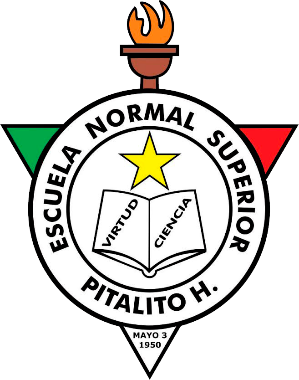 ESCUELA NORMAL SUPERIOR
VIRTUD
CIENCIA
PITALITO H.
MAYO 3
1950